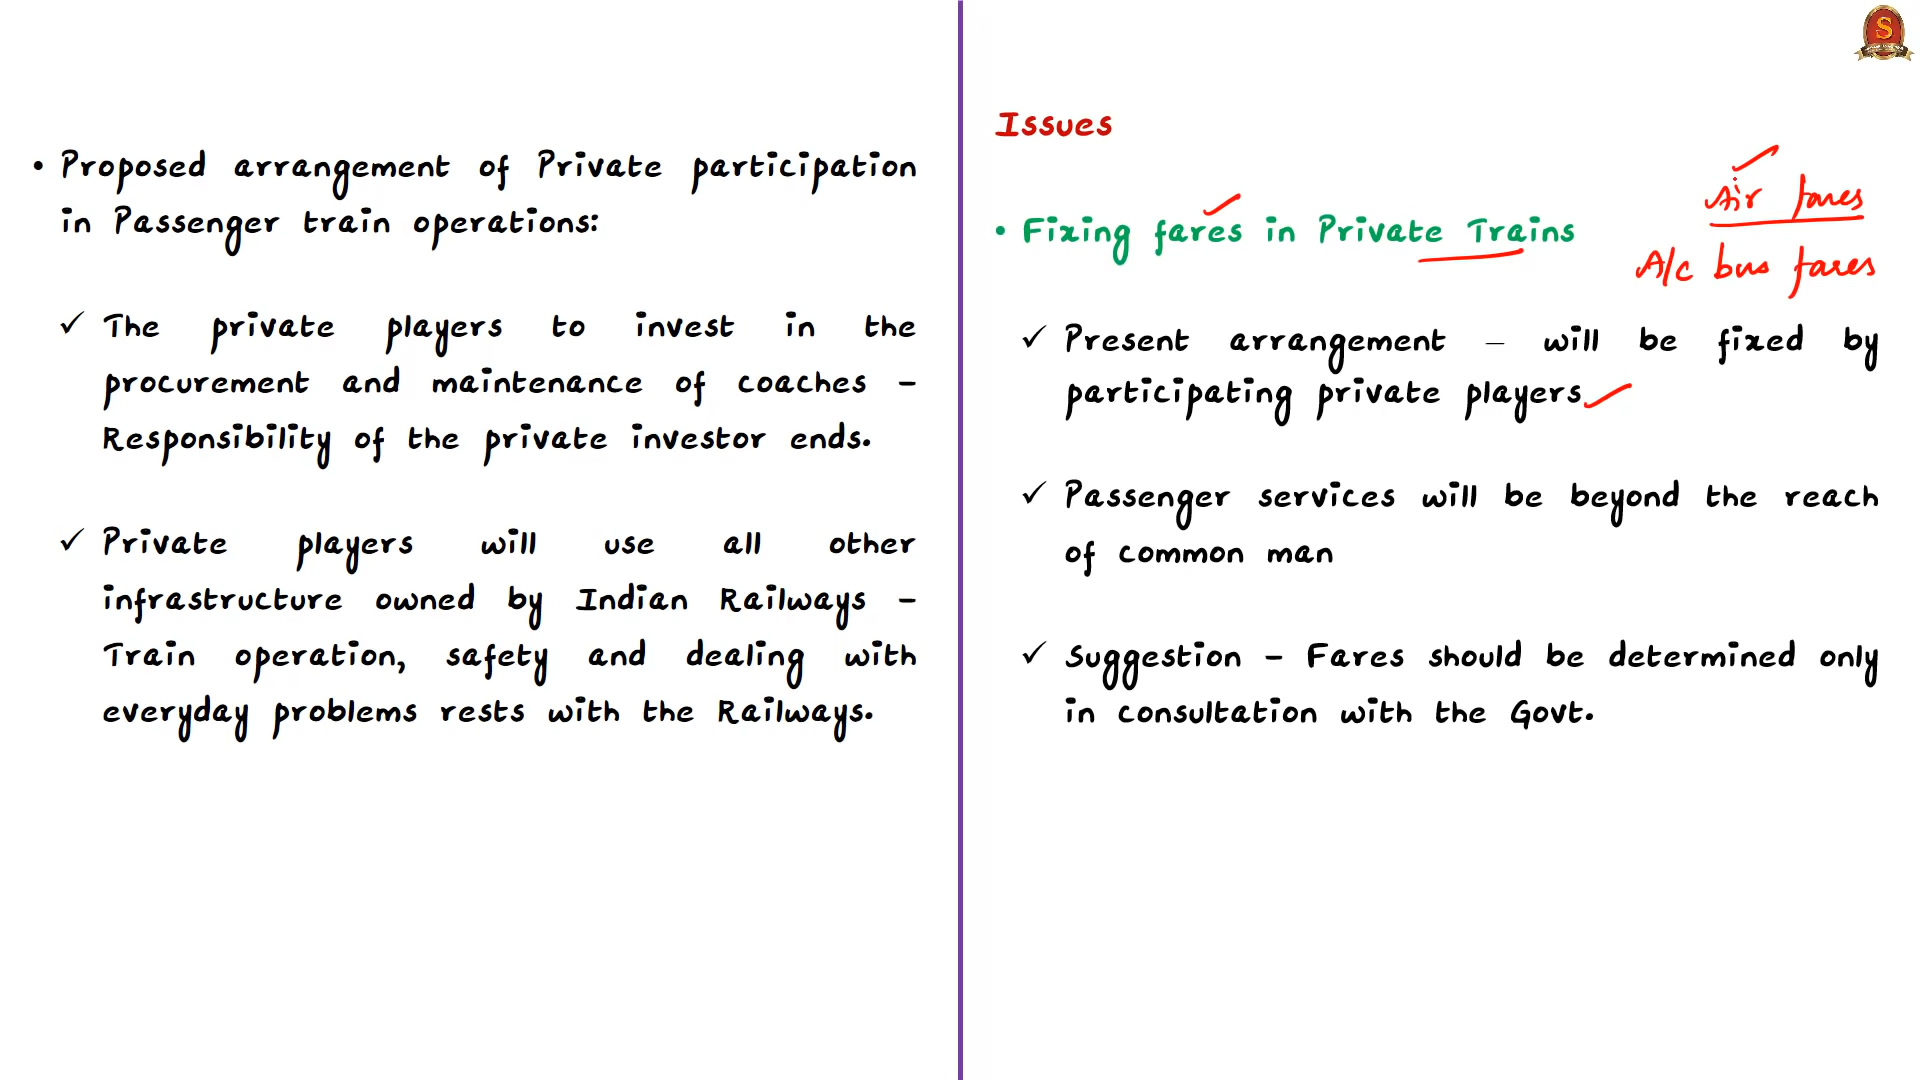 • Proposed arrangement of Private participation
in Passenger train operations:
✓ The private players to invest in the
procurement and maintenance of coaches –
Responsibility of the private investor ends.
✓ Private players will use all other
infrastructure owned by Indian Railways –
Train operation, safety and dealing with
everyday problems rests with the Railways.
Issues
Air fares
• Fixing fares in Private Trains
A/c bus fares
✓ Present arrangement – will be fixed by
participating private players
✓ Passenger services will be beyond the reach
of common man
✓ Suggestion – Fares should be determined only
in consultation with the Govt.
S